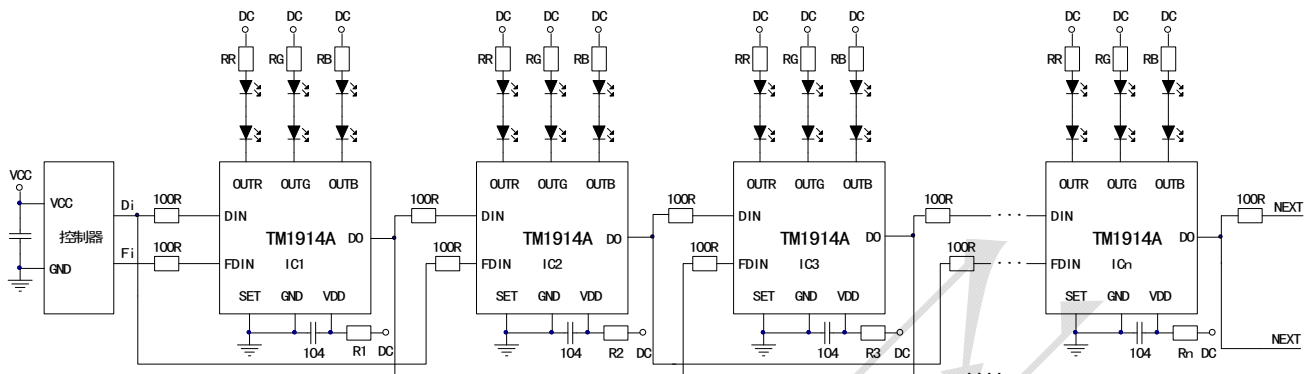 DC DC DC DC DC DC DC DC DC DC DC DC
RR RG RB RR RG RB RR RG RB RR RG RB
VCC
OUTR OUTG OUTB OUTR OUTG OUTB OUTR OUTG OUTB OUTR OUTG OUTB
VCC Di 100R DIN 100R DIN 100R DIN 100R ···· DIN 100R NEXT
控制器 TM1914A DO TM1914A DO TM1914A DO TM1914A DO
Fi 100R FDIN 100R FDIN 100R FDIN 100R ···· FDIN
GND IC1 IC2 IC3 ICn
SET GND VDD SET GND VDD SET GND VDD SET GND VDD
104 R1 DC 104 R2 DC 104 R3 DC 104 Rn DC NEXT